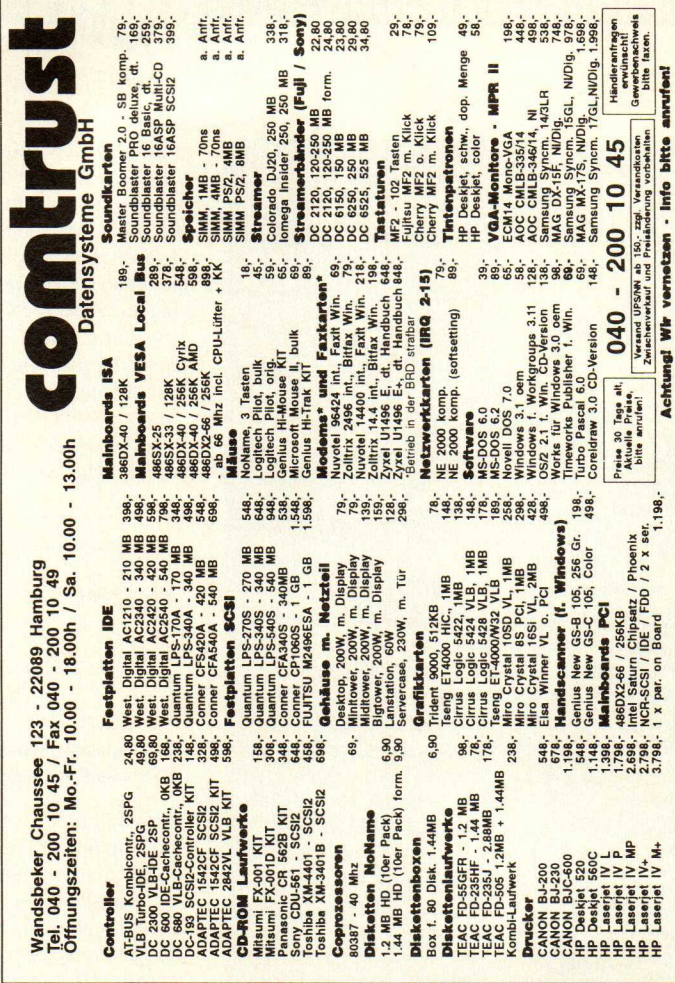 Wandsbeker Chaussee 123 - 22089 Hamburg
Tel. 040 - 200 10 45 / Fax 040 - 200 10 49
Öffnungszeiten: Mo.-Fr. 10.00 - 18.00h / Sa. 10.00 - 13.00h
comtrust
Datensysteme GmbH
Controller
AT-BUS Kombicontr., 2SPG 24,80
VLB Turbo-IDE, 2SPG 49,80
DC 2300 VLB-IDE 2SP 69,80
DC 600 IDE-Cachecontr., 0KB 168,-
DC 680 VLB-Cachecontr., 0KB 238,-
DC-193 SCSI2-Controller KIT 148,-
ADAPTEC 1542CF SCSI2 328,-
ADAPTEC 1542CF SCSI2 KIT 498,-
ADAPTEC 2842VL VLB KIT 598,-
CD-ROM Laufwerke
Mitsumi FX-001 KIT 158,-
Mitsumi FX-001D KIT 308,-
Panasonic CR 562B KIT 348,-
Sony CDU-561 - SCSI2 648,-
Toshiba XM-4401B - SCSI2 458,-
Toshiba XM-3401B - SCSI2 698,-
Coprozessoren
80387 - 40 Mhz 69,-
Disketten NoName
1.2 MB HD (10er Pack) 6,90
1.44 MB HD (10er Pack) form. 9,90
Diskettenboxen
Box f. 80 Disk. 1.44MB 6,90
Diskettenlaufwerke
TEAC FD-55GFR - 1.2 MB 98,-
TEAC FD-235HF - 1.44 MB 78,-
TEAC FD-235J - 2.88MB 178,-
TEAC FD-505 1.2MB + 1.44MB
Kombi-Laufwerk 238,-
Drucker
CANON BJ-200 548,-
CANON BJ-230 678,-
CANON BJC-600 1.198,-
HP Deskjet 520 548,-
HP Deskjet 560C 1.148,-
HP Laserjet IV L 1.398,-
HP Laserjet IV P 1.798,-
HP Laserjet IV MP 2.698,-
HP Laserjet IV+ 2.798,-
HP Laserjet IV M+ 3.798,-
Festplatten IDE
West. Digital AC1210 - 210 MB 398,-
West. Digital AC2340 - 340 MB 498,-
West. Digital AC2420 - 420 MB 598,-
West. Digital AC2540 - 540 MB 798,-
Quantum LPS-170A - 170 MB 348,-
Quantum LPS-340A - 340 MB 498,-
Conner CFS420A - 420 MB 548,-
Conner CFA540A - 540 MB 698,-
Festplatten SCSI
Quantum LPS-270S - 270 MB 548,-
Quantum LPS-340S - 340 MB 648,-
Quantum LPS-540S - 540 MB 948,-
Conner CFA340S - 340MB 538,-
Conner CP1060S - 1 GB 1.548,-
FUJITSU M2496ESA - 1 GB 1.598,-
Gehäuse m. Netzteil
Desktop, 200W, m. Display 79,-
Minitower, 200W, m. Display 79,-
Miditower, 200W, m. Display 139,-
Bigtower, 200W, m. Display 159,-
Lanstation, 60W 128,-
Servercase, 230W, m. Tür 298,-
Grafikkarten
Trident 9000, 512KB 78,-
Tseng ET4000 HiC., 1MB 148,-
Cirrus Logic 5422, 1MB 138,-
Cirrus Logic 5424 VLB, 1MB 148,-
Cirrus Logic 5428 VLB, 1MB 178,-
Tseng ET-4000/W32 VLB 189,-
Miro Crystal 10SD VL, 1MB 258,-
Miro Crystal 8S PCI, 1MB 298,-
Miro Crystal 16Si VL, 2MB 428,-
Elsa Winner VL o. PCI 498,-
Handscanner (f. Windows)
Genius New GS-B 105, 256 Gr. 198,-
Genius New GS-C 105, Color 498,-
Mainboards PCI
486DX2-66 / 256KB
Intel Saturn Chipsatz / Phoenix
NCR-SCSI / IDE / FDD / 2 x ser.
1 x par. on Board 1.198,-
Mainboards ISA
386DX-40 / 128K 189,-
Mainboards VESA Local Bus
486SX-25 289,-
486SX-33 / 128K 378,-
486DX-40 / 256K Cyrix 548,-
486DX-40 / 256K AMD 598,-
486DX2-66 / 256K 898,-
- ab 66 Mhz incl. CPU-Lüfter + KK
Mäuse
NoName, 3 Tasten 18,-
Logitech Pilot, bulk 45,-
Logitech Pilot, orig. 59,-
Genius Hi-Mouse KIT 65,-
Microsoft Mouse II, bulk 69,-
Genius Hi-Trak KIT 89,-
Modems* und Faxkarten*
Nuvotel 96424 int., Faxit Win. 69,-
Zolltrix 2496 int., Bitfax Win. 79,-
Nuvotel 14400 int., Faxit Win. 218,-
Zolltrix 14.4 int., Bitfax Win. 198,-
Zyxel U1496 E, dt. Handbuch 648,-
Zyxel U1496 E+, dt. Handbuch 848,-
*Betrieb in der BRD strafbar
Netzwerkkarten (IRQ 2-15)
NE 2000 komp. 79,-
NE 2000 komp. (softsetting) 89,-
Software
MS-DOS 6.0 39,-
MS-DOS 6.2 89,-
Novell DOS 7.0 65,-
Windows 3.1 oem 58,-
Windows f. Workgroups 3.11 128,-
OS/2 2.1 f. Win. CD-Version 138,-
Works für Windows 3.0 oem 98,-
Timeworks Publisher f. Win. 69,-
Turbo Pascal 6.0 69,-
Coreldraw 3.0 CD-Version 148,-
Soundkarten
Master Boomer 2.0 - SB komp. 79,-
Soundblaster PRO deluxe, dt. 169,-
Soundblaster 16 Basic, dt. 259,-
Soundblaster 16ASP Multi-CD 379,-
Soundblaster 16ASP SCSI2 399,-
Speicher
SIMM, 1MB - 70ns a. Anfr.
SIMM, 4MB - 70ns a. Anfr.
SIMM PS/2, 4MB a. Anfr.
SIMM PS/2, 8MB a. Anfr.
Streamer
Colorado DJ20, 250 MB 338,-
Iomega Insider 250, 250 MB 318,-
Streamerbänder (Fuji / Sony)
DC 2120, 120-250 MB 22,80
DC 2120, 120-250 MB form. 24,80
DC 6150, 150 MB 23,80
DC 6250, 250 MB 29,80
DC 6525, 525 MB 34,80
Tastaturen
MF2 - 102 Tasten 29,-
Fujitsu MF2 m. Klick 78,-
Cherry MF2 o. Klick 79,-
Cherry MF2 m. Klick 109,-
Tintenpatronen
HP Deskjet, schw., dop. Menge 49,-
HP Deskjet, color 58,-
VGA-Monitore - MPR II
ECM14 Mono-VGA 198,-
AOC CMLB-335/14 448,-
AOC CMLB-346/14, NI 498,-
Samsung Syncm. 14/3LR 538,-
MAG DX-15F, NI/Dig. 748,-
Samsung Syncm. 15GL, NI/Dig. 978,-
MAG MX-17S, NI/Dig. 1.698,-
Samsung Syncm. 17GL,NI/Dig. 1.998,-
Preise 30 Tage alt,
Aktuelle Preise,
bitte anrufen!
040 - 200 10 45
Versand UPS/NN ab 150,- zzgl. Versandkosten
Zwischenverkauf und Preisänderung vorbehalten
Händleranfragen
erwünscht!
Gewerbenachweis
bitte faxen.
Achtung! Wir vernetzen - Info bitte anrufen!